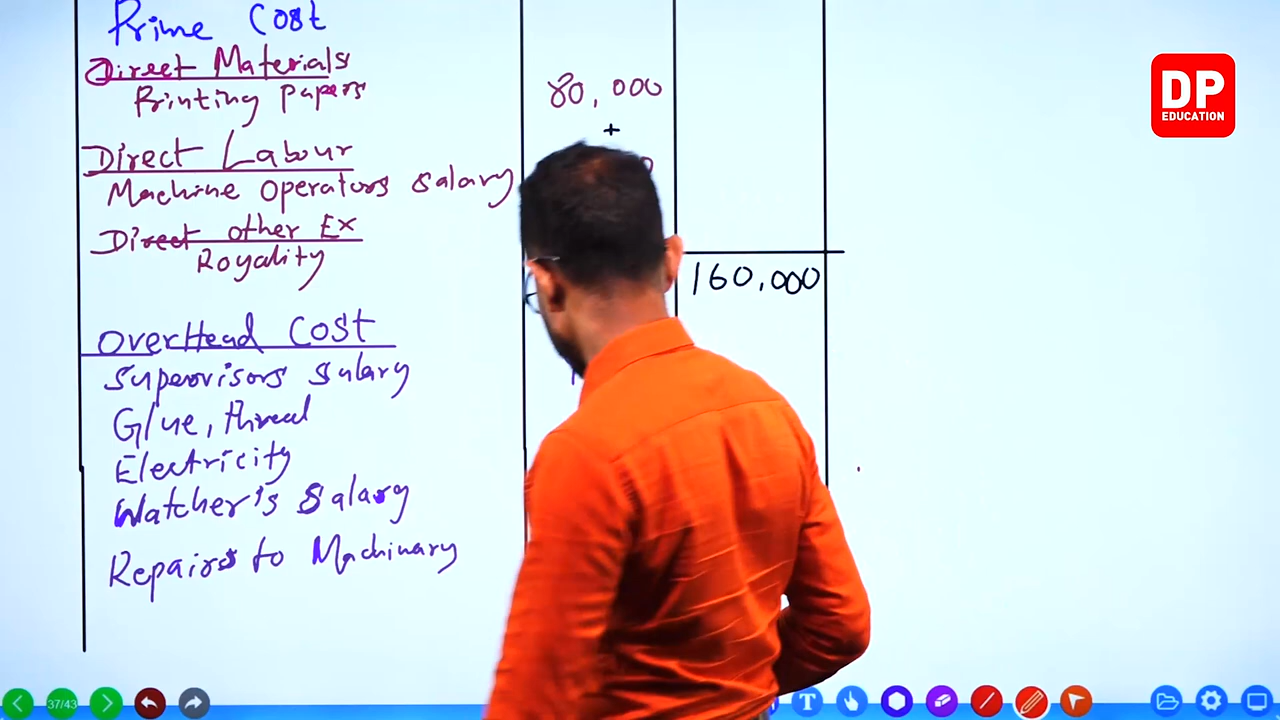 Prime Cost
Direct Materials
Printing papers 80,000
+
Direct Labour
Machine operators salary
Direct other Ex
Royality
160,000
OverHead Cost
Supervisors salary
Glue, thread
Electricity
Watcher's Salary
Repairs to Machinary
DP
EDUCATION
37/43
T